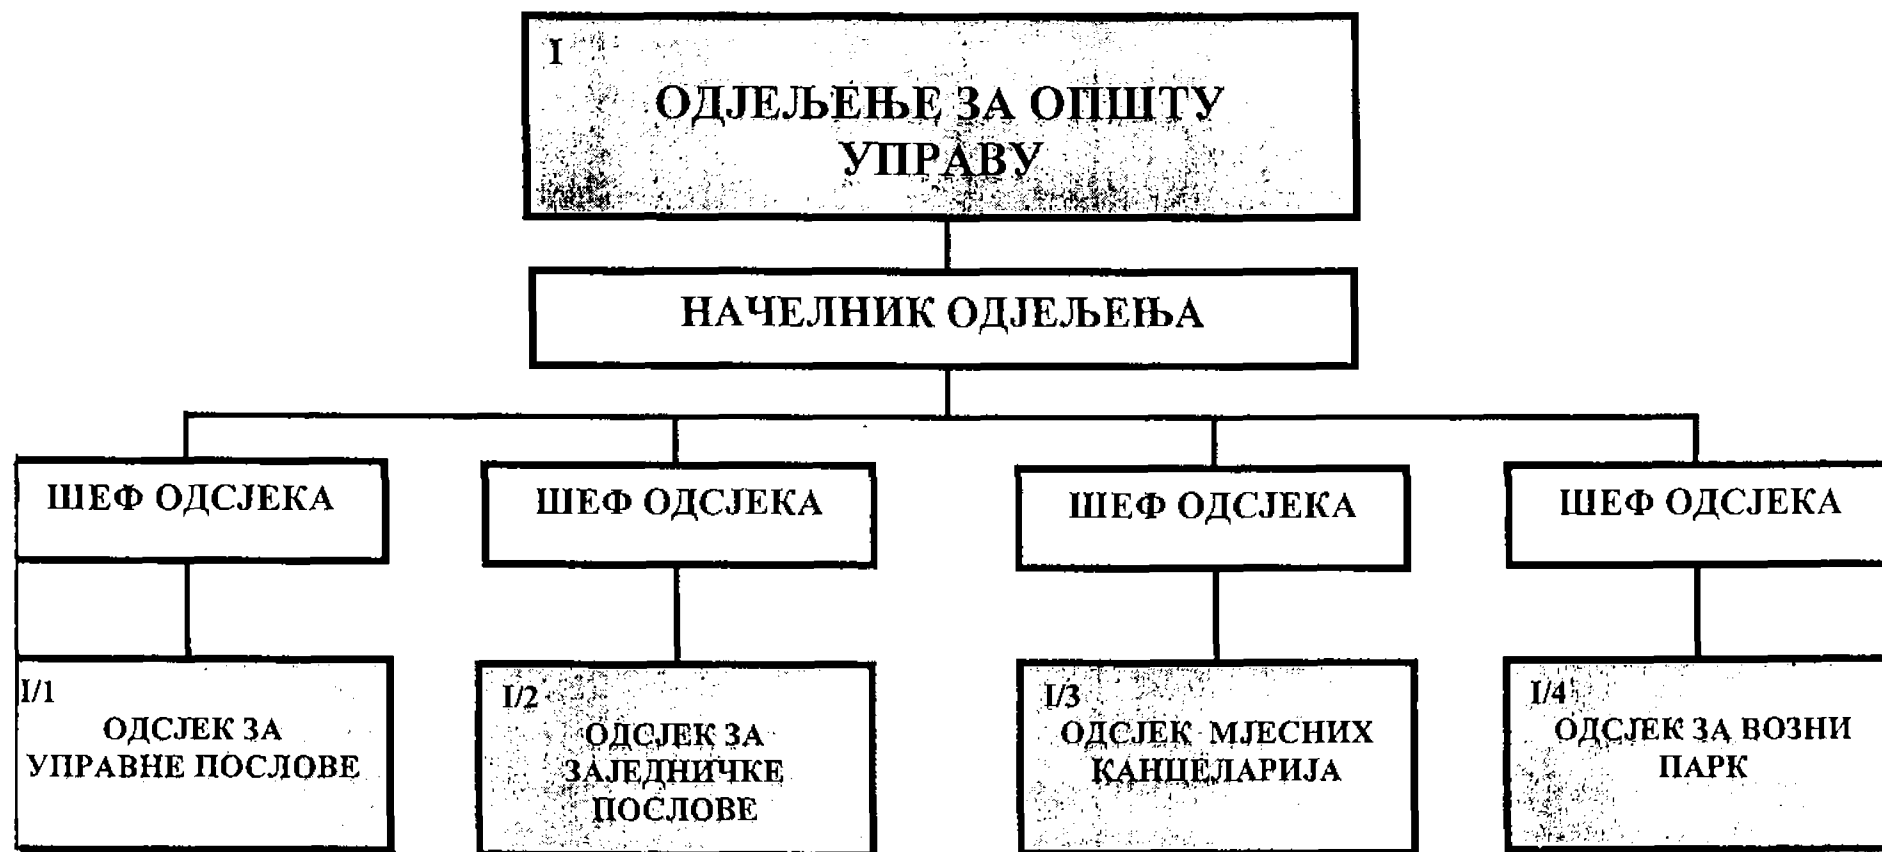 I
ОДЈЕЉЕЊЕ ЗА ОПШТУ
УПРАВУ
НАЧЕЛНИК ОДЈЕЉЕЊА
ШЕФ ОДСЈЕКА
ШЕФ ОДСЈЕКА
ШЕФ ОДСЈЕКА
ШЕФ ОДСЈЕКА
I/1
ОДСЈЕК ЗА
УПРАВНЕ ПОСЛОВЕ
I/2
ОДСЈЕК ЗА
ЗАЈЕДНИЧКЕ
ПОСЛОВЕ
I/3
ОДСЈЕК МЈЕСНИХ
КАНЦЕЛАРИЈА
I/4
ОДСЈЕК ЗА ВОЗНИ
ПАРК